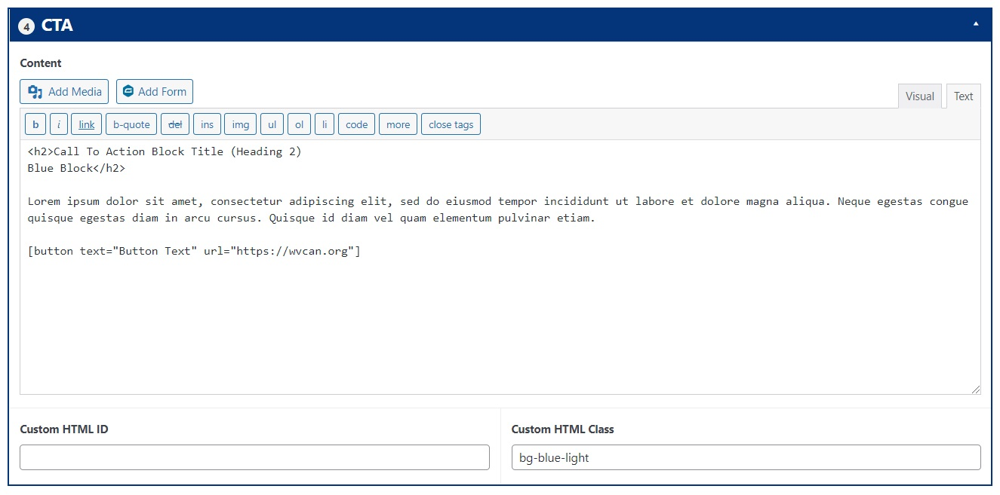 4 CTA
Content
Add Media Add Form
Visual Text
b i link b-quote del ins img ul ol li code more close tags
<h2>Call To Action Block Title (Heading 2)
Blue Block</h2>
Lorem ipsum dolor sit amet, consectetur adipiscing elit, sed do eiusmod tempor incididunt ut labore et dolore magna aliqua. Neque egestas congue
quisque egestas diam in arcu cursus. Quisque id diam vel quam elementum pulvinar etiam.
[button text="Button Text" url="https://wvcan.org"]
Custom HTML ID Custom HTML Class
bg-blue-light